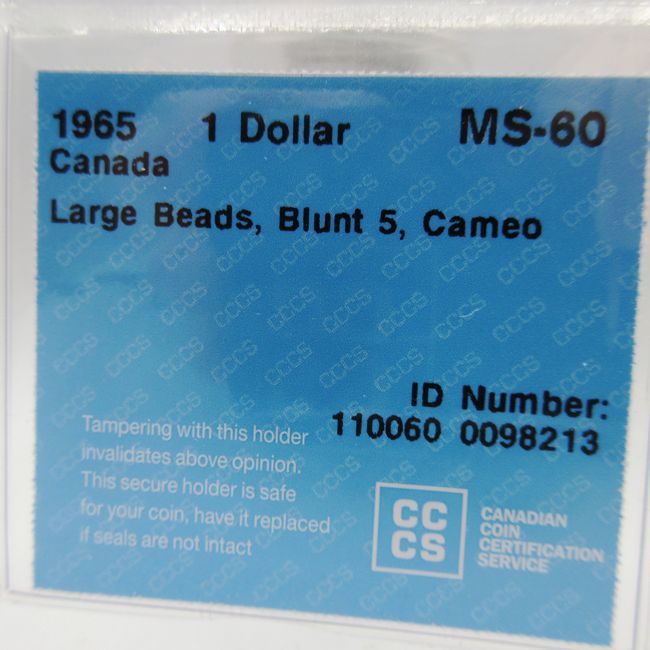 1965 1 Dollar MS-60
Canada
Large Beads, Blunt 5, Cameo
ID Number:
110060 0098213
Tampering with this holder
invalidates above opinion.
This secure holder is safe
for your coin, have it replaced
if seals are not intact
CC
CS
CANADIAN
COIN
CERTIFICATION
SERVICE